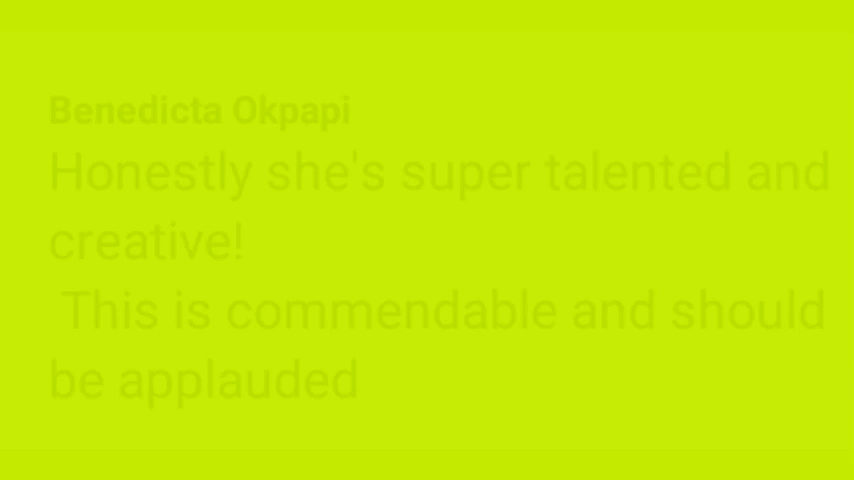 Benedicta Okpapi
Honestly she's super talented and
creative!
This is commendable and should
be applauded